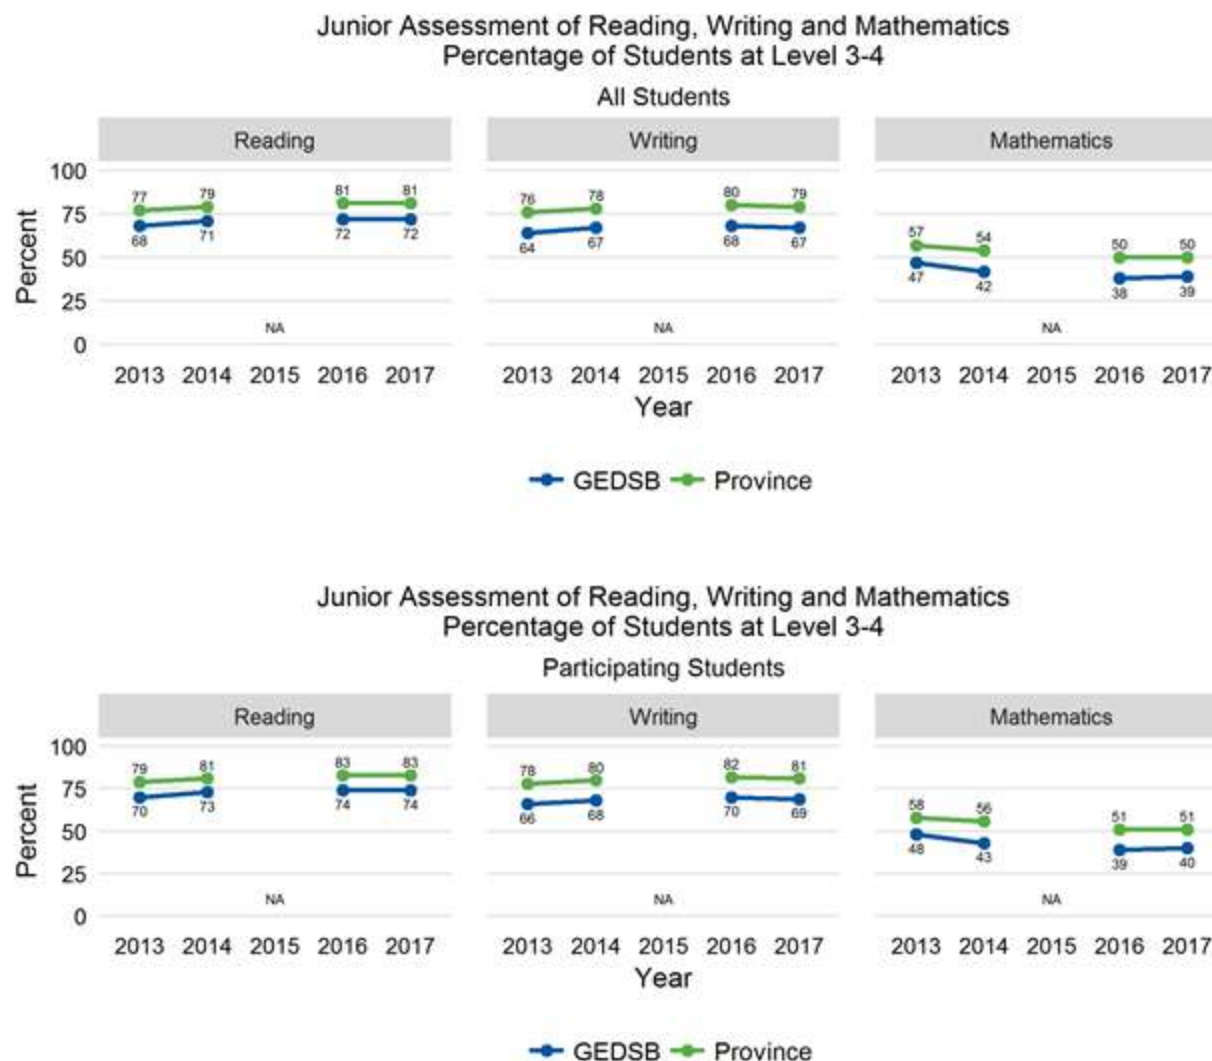 Junior Assessment of Reading, Writing and Mathematics
Percentage of Students at Level 3-4
All Students
Reading Writing Mathematics
Percent
100
75
50
25
0
77 79 81 81
68 71 72 72
NA
76 78 80 79
64 67 68 67
NA
57 54 50 50
47 42 38 39
NA
2013 2014 2015 2016 2017 2013 2014 2015 2016 2017 2013 2014 2015 2016 2017
Year
GEDSB Province
Junior Assessment of Reading, Writing and Mathematics
Percentage of Students at Level 3-4
Participating Students
Reading Writing Mathematics
Percent
100
75
50
25
0
79 81 83 83
70 73 74 74
NA
78 80 82 81
66 68 70 69
NA
58 56 51 51
48 43 39 40
NA
2013 2014 2015 2016 2017 2013 2014 2015 2016 2017 2013 2014 2015 2016 2017
Year
GEDSB Province